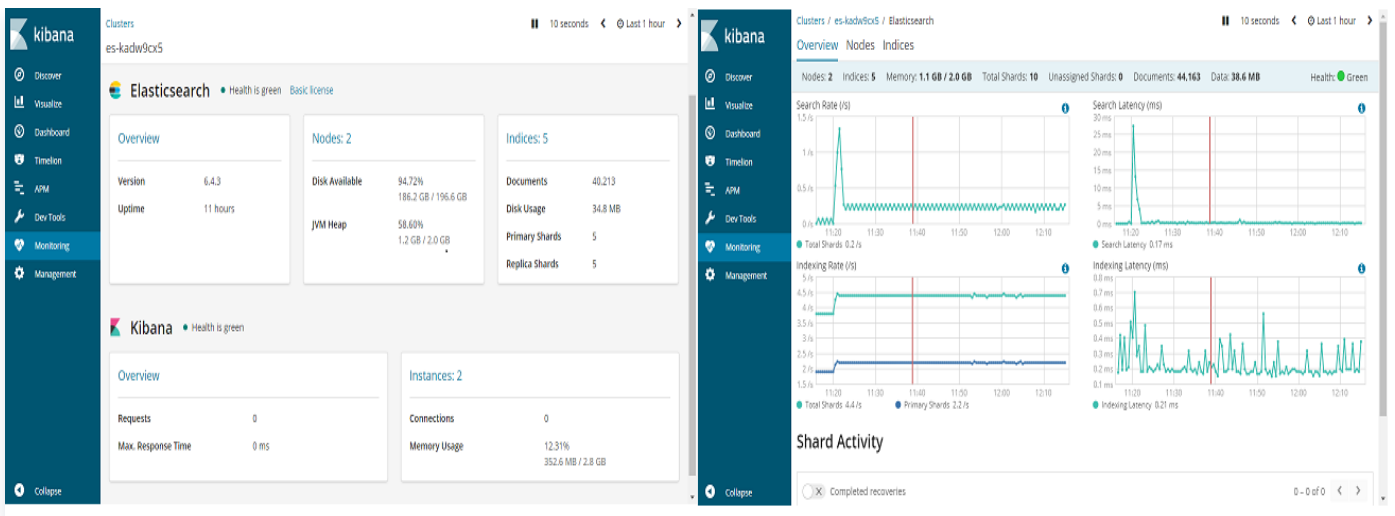 kibana
Discover
Visualize
Dashboard
Timelion
APM
Dev Tools
Monitoring
Management
Collapse
Clusters
10 seconds Last 1 hour
es-kadw9cx5
Elasticsearch Health is green Basic license
Overview
Version 6.4.3
Uptime 11 hours
Nodes: 2
Disk Available 94.72%
186.2 GB / 196.6 GB
JVM Heap 58.60%
1.2 GB / 2.0 GB
Indices: 5
Documents 40,213
Disk Usage 34.8 MB
Primary Shards 5
Replica Shards 5
Kibana Health is green
Overview
Requests 0
Max. Response Time 0 ms
Instances: 2
Connections 0
Memory Usage 12.31%
352.6 MB / 2.8 GB
kibana
Discover
Visualize
Dashboard
Timelion
APM
Dev Tools
Monitoring
Management
Collapse
Clusters / es-kadw9cx5 / Elasticsearch
10 seconds Last 1 hour
Overview Nodes Indices
Nodes: 2 Indices: 5 Memory: 1.1 GB / 2.0 GB Total Shards: 10 Unassigned Shards: 0 Documents: 44,163 Data: 38.6 MB Health: Green
Search Rate (/s)
1.5 /s
1 /s
0.5 /s
0 /s
11:20 11:30 11:40 11:50 12:00 12:10
Total Shards 0.2 /s
Search Latency (ms)
30 ms
25 ms
20 ms
15 ms
10 ms
5 ms
0 ms
11:20 11:30 11:40 11:50 12:00 12:10
Search Latency 0.17 ms
Indexing Rate (/s)
5 /s
4.5 /s
4 /s
3.5 /s
3 /s
2.5 /s
2 /s
1.5 /s
11:20 11:30 11:40 11:50 12:00 12:10
Total Shards 4.4 /s Primary Shards 2.2 /s
Indexing Latency (ms)
0.8 ms
0.7 ms
0.6 ms
0.5 ms
0.4 ms
0.3 ms
0.2 ms
0.1 ms
11:20 11:30 11:40 11:50 12:00 12:10
Indexing Latency 0.21 ms
Shard Activity
Completed recoveries
0 – 0 of 0